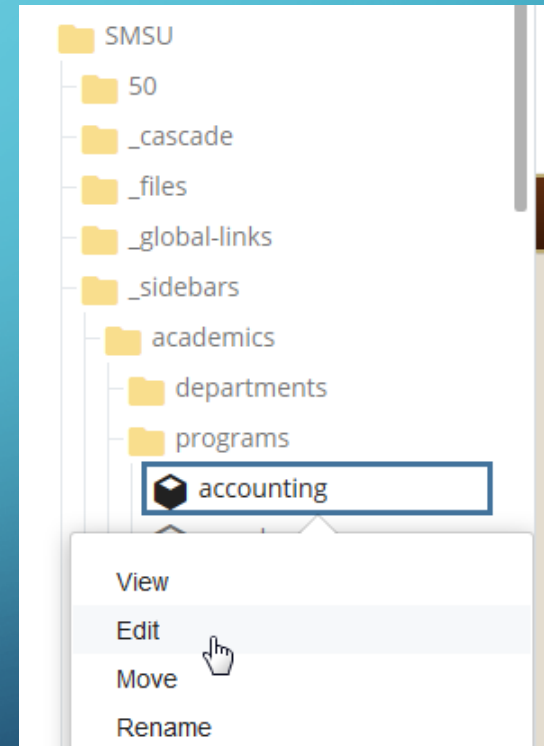 SMSU
50
_cascade
_files
_global-links
_sidebars
academics
departments
programs
accounting
View
Edit
Move
Rename